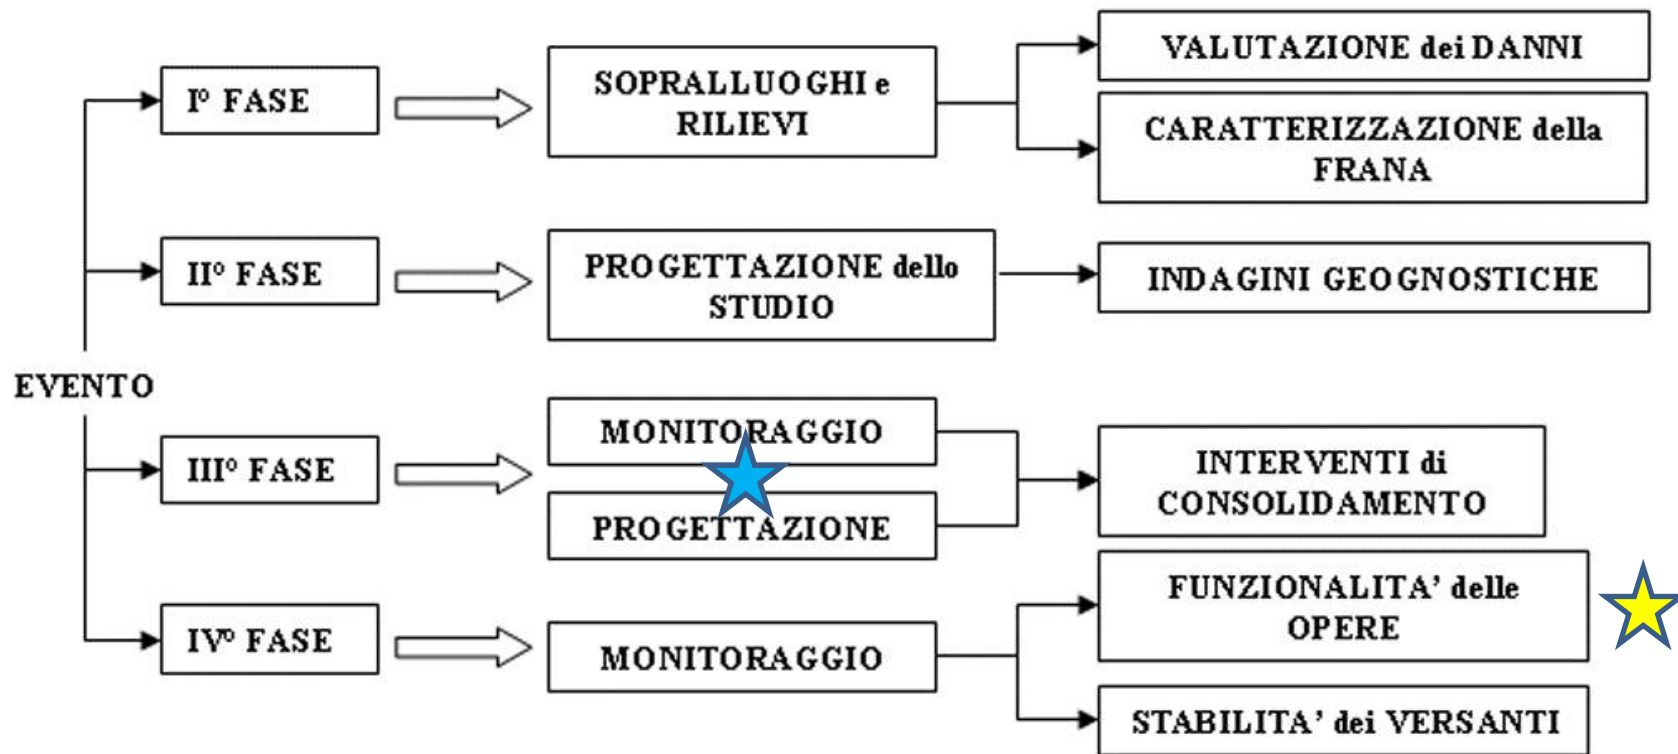 I° FASE
SOPRALLUOGHI e
RILIEVI
VALUTAZIONE dei DANNI
CARATTERIZZAZIONE della
FRANA
II° FASE
PROGETTAZIONE dello
STUDIO
INDAGINI GEOGNOSTICHE
EVENTO
III° FASE
MONITORAGGIO
PROGETTAZIONE
INTERVENTI di
CONSOLIDAMENTO
IV° FASE
MONITORAGGIO
FUNZIONALITA’ delle
OPERE
STABILITA’ dei VERSANTI